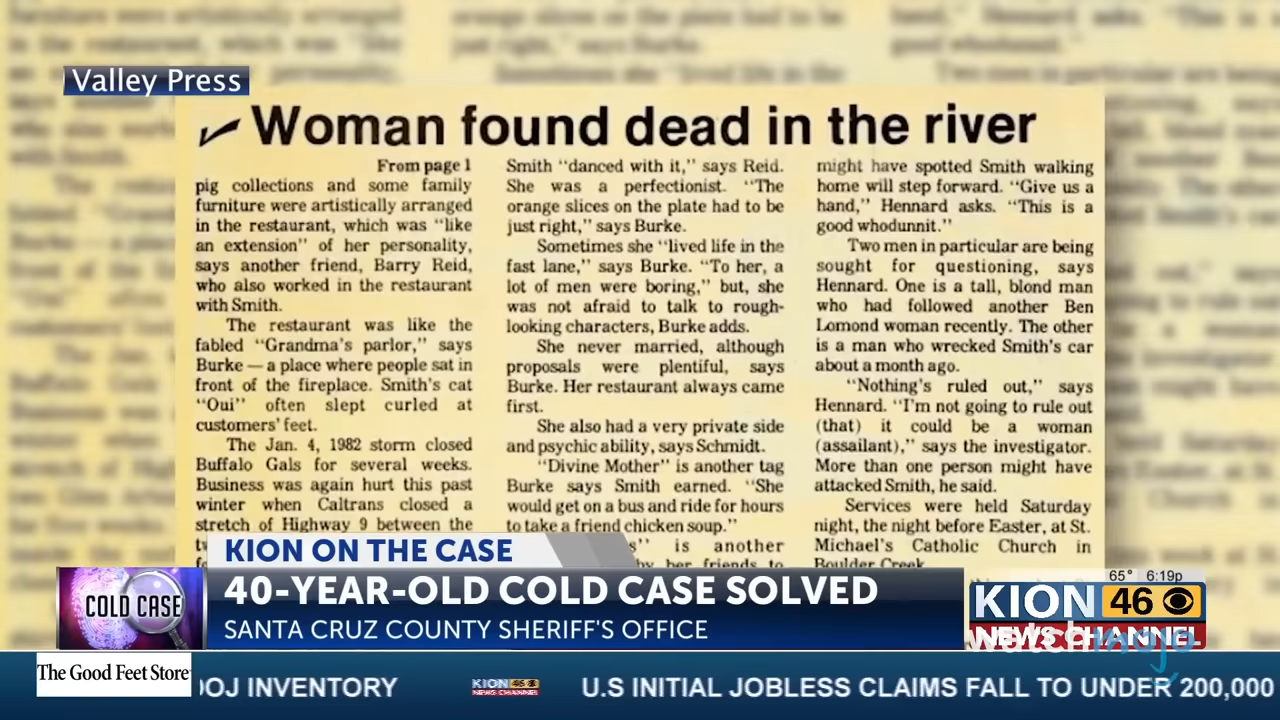 Valley Press
Woman found dead in the river
From page 1
pig collections and some family
furniture were artistically arranged
in the restaurant, which was "like
an extension" of her personality,
says another friend, Barry Reid,
who also worked in the restaurant
with Smith.
The restaurant was like the
fabled "Grandma's parlor," says
Burke — a place where people sat in
front of the fireplace. Smith's cat
"Oui" often slept curled at
customers' feet.
The Jan. 4, 1982 storm closed
Buffalo Gals for several weeks.
Business was again hurt this past
winter when Caltrans closed a
stretch of Highway 9 between the
Smith "danced with it," says Reid.
She was a perfectionist. "The
orange slices on the plate had to be
just right," says Burke.
Sometimes she "lived life in the
fast lane," says Burke. "To her, a
lot of men were boring," but, she
was not afraid to talk to rough-
looking characters, Burke adds.
She never married, although
proposals were plentiful, says
Burke. Her restaurant always came
first.
She also had a very private side
and psychic ability, says Schmidt.
"Divine Mother" is another tag
Burke says Smith earned. "She
would get on a bus and ride for hours
to take a friend chicken soup."
s" is another
by her friends to
might have spotted Smith walking
home will step forward. "Give us a
hand," Hennard asks. "This is a
good whodunnit."
Two men in particular are being
sought for questioning, says
Hennard. One is a tall, blond man
who had followed another Ben
Lomond woman recently. The other
is a man who wrecked Smith's car
about a month ago.
"Nothing's ruled out," says
Hennard. "I'm not going to rule out
(that) it could be a woman
(assailant)," says the investigator.
More than one person might have
attacked Smith, he said.
Services were held Saturday
night, the night before Easter, at St.
Michael's Catholic Church in
Boulder Creek.
KION ON THE CASE
COLD CASE
40-YEAR-OLD COLD CASE SOLVED
SANTA CRUZ COUNTY SHERIFF'S OFFICE
65° 6:19p
KION 46
NEWS CHANNEL
watchmojo
The Good Feet Store
DOJ INVENTORY
KION 46
NEWS CHANNEL
U.S INITIAL JOBLESS CLAIMS FALL TO UNDER 200,000